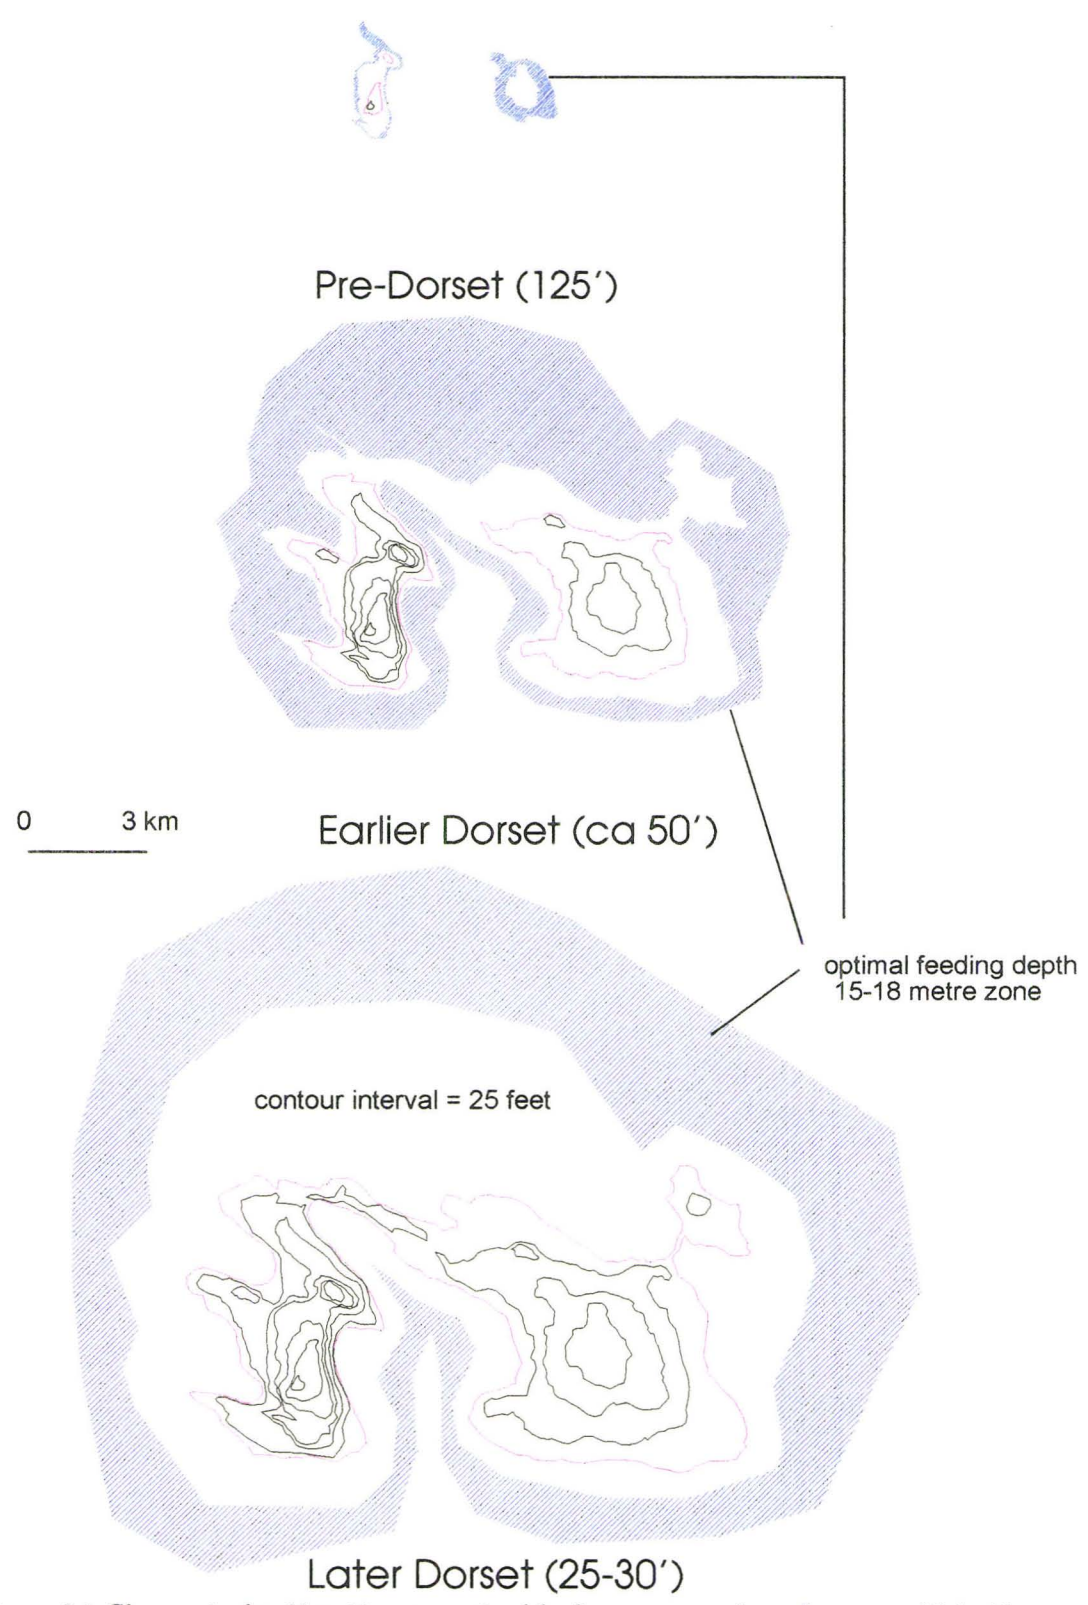 Pre-Dorset (125')
0 3 km
Earlier Dorset (ca 50')
optimal feeding depth
15-18 metre zone
contour interval = 25 feet
Later Dorset (25-30')